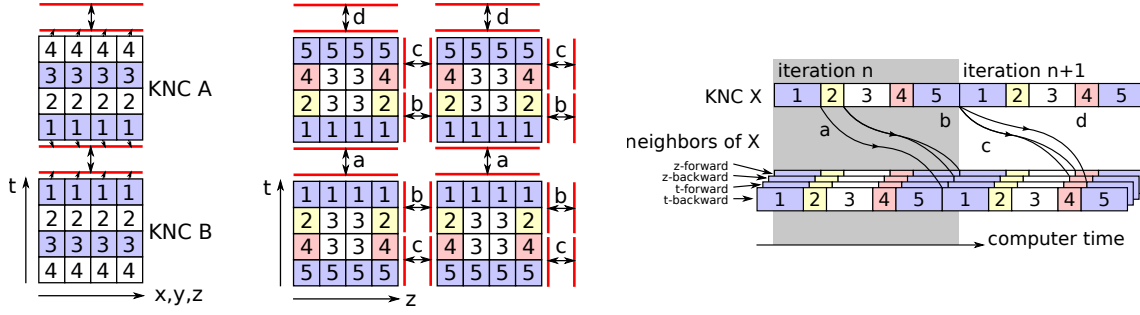 4 4 4 4
3 3 3 3
2 2 2 2
1 1 1 1
KNC A
1 1 1 1
2 2 2 2
3 3 3 3
4 4 4 4
KNC B
t
x,y,z
d
5 5 5 5
4 3 3 4
2 3 3 2
1 1 1 1
c
b
a
1 1 1 1
2 3 3 2
4 3 3 4
5 5 5 5
b
c
t
z
d
5 5 5 5
4 3 3 4
2 3 3 2
1 1 1 1
c
b
a
1 1 1 1
2 3 3 2
4 3 3 4
5 5 5 5
b
c
iteration n
iteration n+1
KNC X
1 2 3 4 5 1 2 3 4 5
a
b
c
d
neighbors of X
z-forward
z-backward
t-forward
t-backward
1 2 3 4 5 1 2 3 4 5
computer time